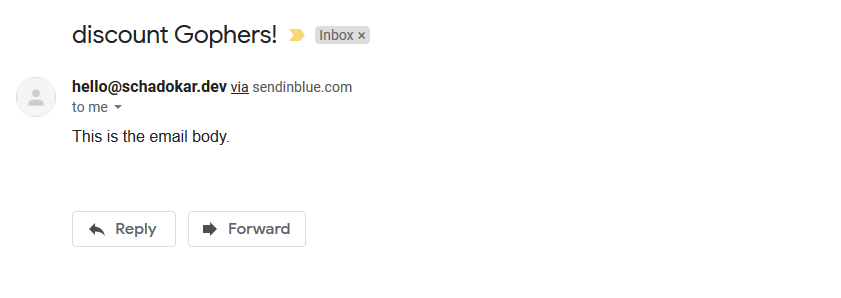 discount Gophers! Inbox ×
hello@schadokar.dev via sendinblue.com
to me
This is the email body.
Reply Forward